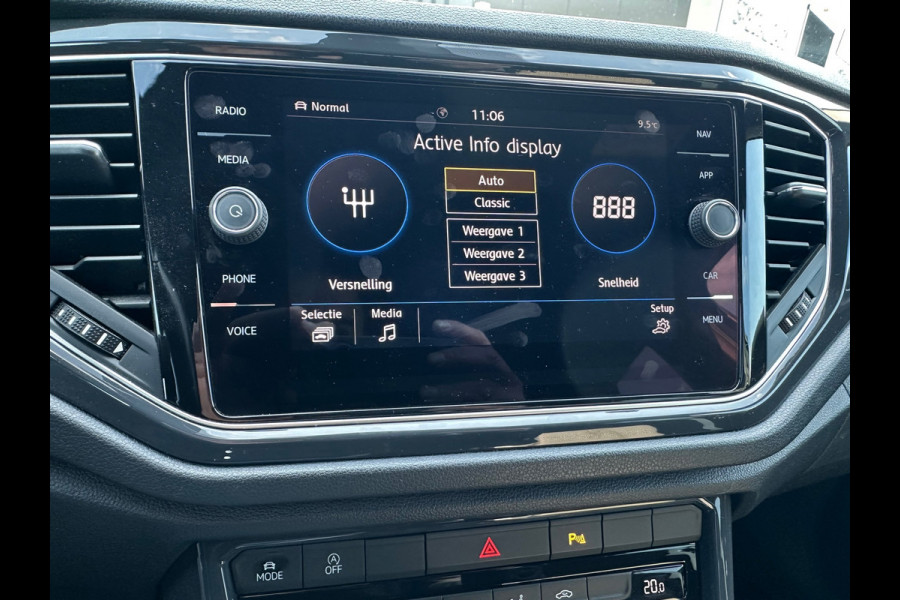 RADIO
MEDIA
PHONE
VOICE
Normal
11:06
9.5°C
Active Info display
Auto
Classic
Weergave 1
Weergave 2
Weergave 3
Versnelling
888
Snelheid
Selectie
Media
Setup
NAV
APP
CAR
MENU
MODE
A
OFF
P
20.0